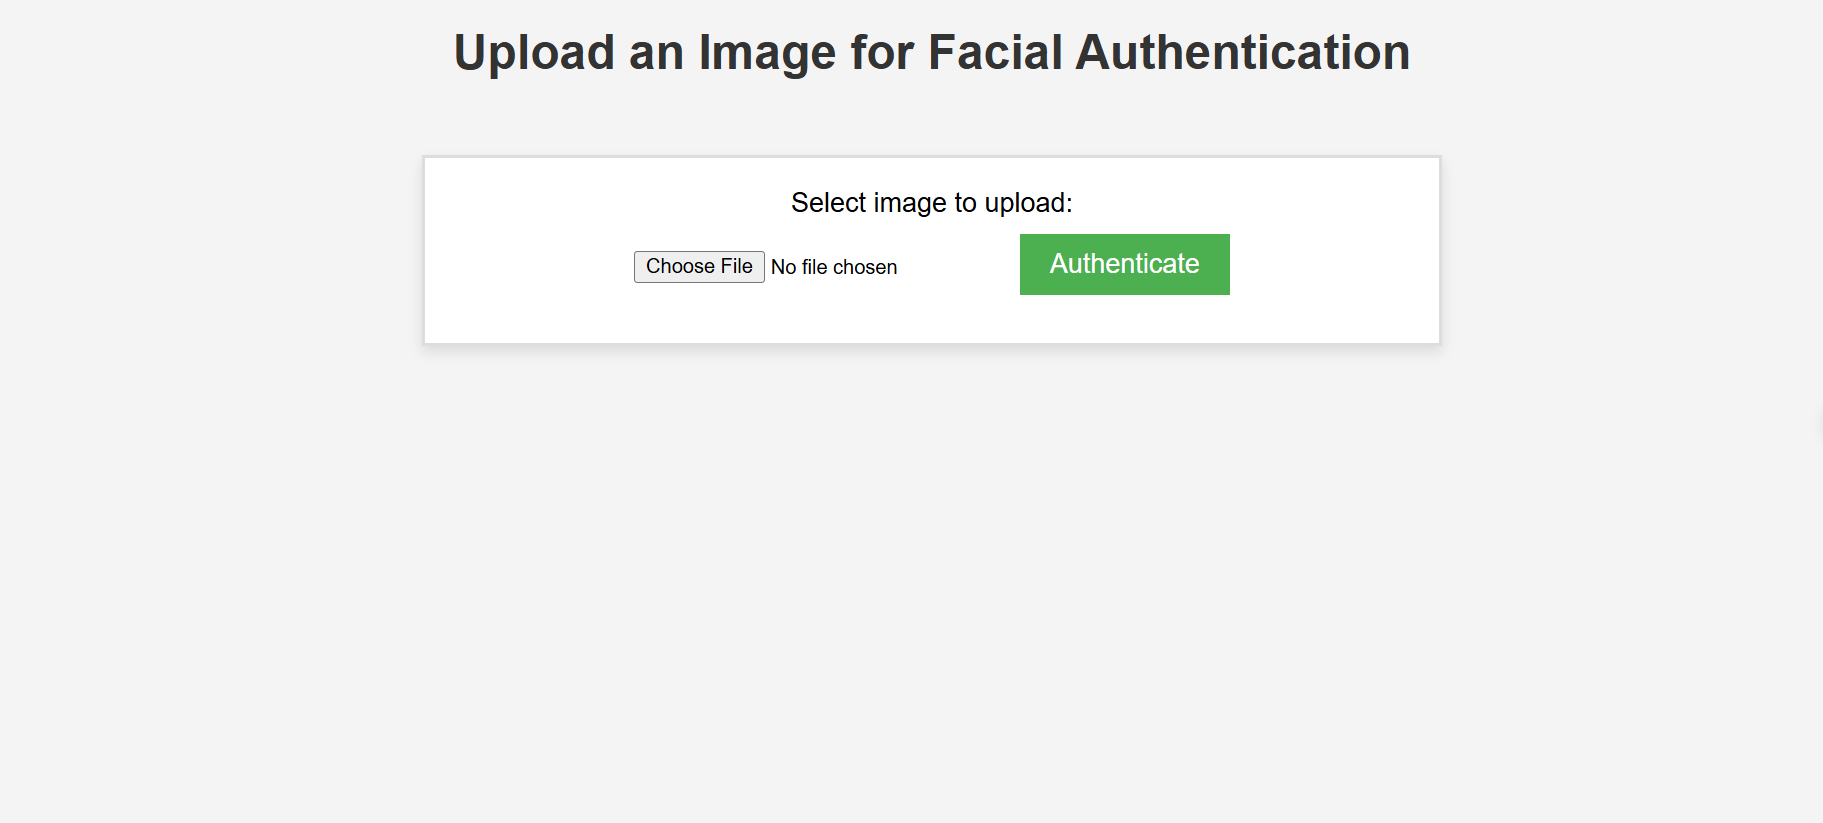 Upload an Image for Facial Authentication
Select image to upload:
Choose File No file chosen
Authenticate